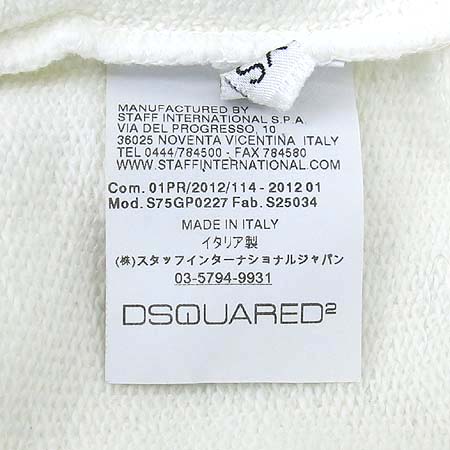 MANUFACTURED BY
STAFF INTERNATIONAL S.P.A.
VIA DEL PROGRESSO, 10
36025 NOVENTA VICENTINA ITALY
TEL 0444/784500 - FAX 784580
WWW.STAFFINTERNATIONAL.COM
Com. 01PR/2012/114 - 2012 01
Mod. S75GP0227 Fab. S25034
MADE IN ITALY
イタリア製
(株)スタッフインターナショナルジャパン
03-5794-9931
DSQUARED²